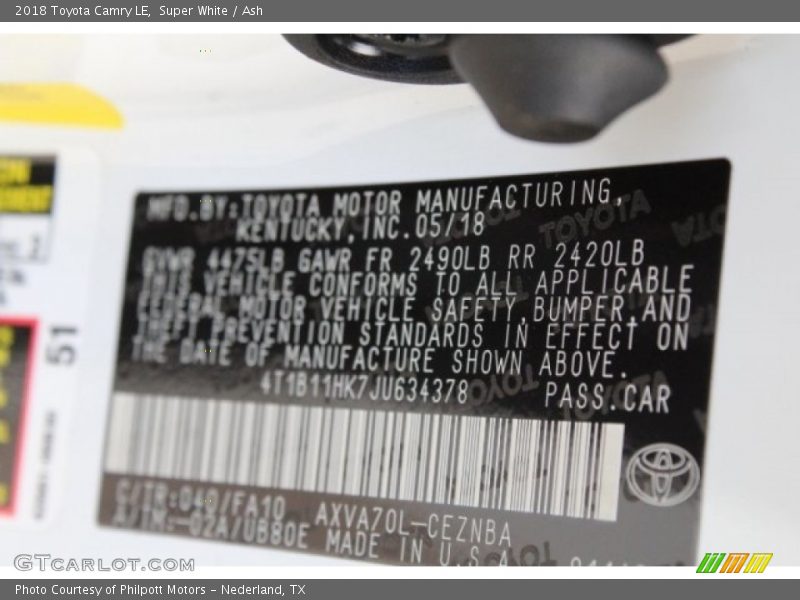 2018 Toyota Camry LE, Super White / Ash
MFD.BY:TOYOTA MOTOR MANUFACTURING,
KENTUCKY,INC.05/18
GVWR 4475LB GAWR FR 2490LB RR 2420LB
THIS VEHICLE CONFORMS TO ALL APPLICABLE
FEDERAL MOTOR VEHICLE SAFETY,BUMPER,AND
THEFT PREVENTION STANDARDS IN EFFECT ON
THE DATE OF MANUFACTURE SHOWN ABOVE.
4T1B11HK7JU634378 PASS.CAR
51
C/TR:040/FA10 AXVA70L-CEZNBA
A/TM:-02A/UB80E MADE IN U.S.A.
GTCARLOT.COM
Photo Courtesy of Philpott Motors - Nederland, TX